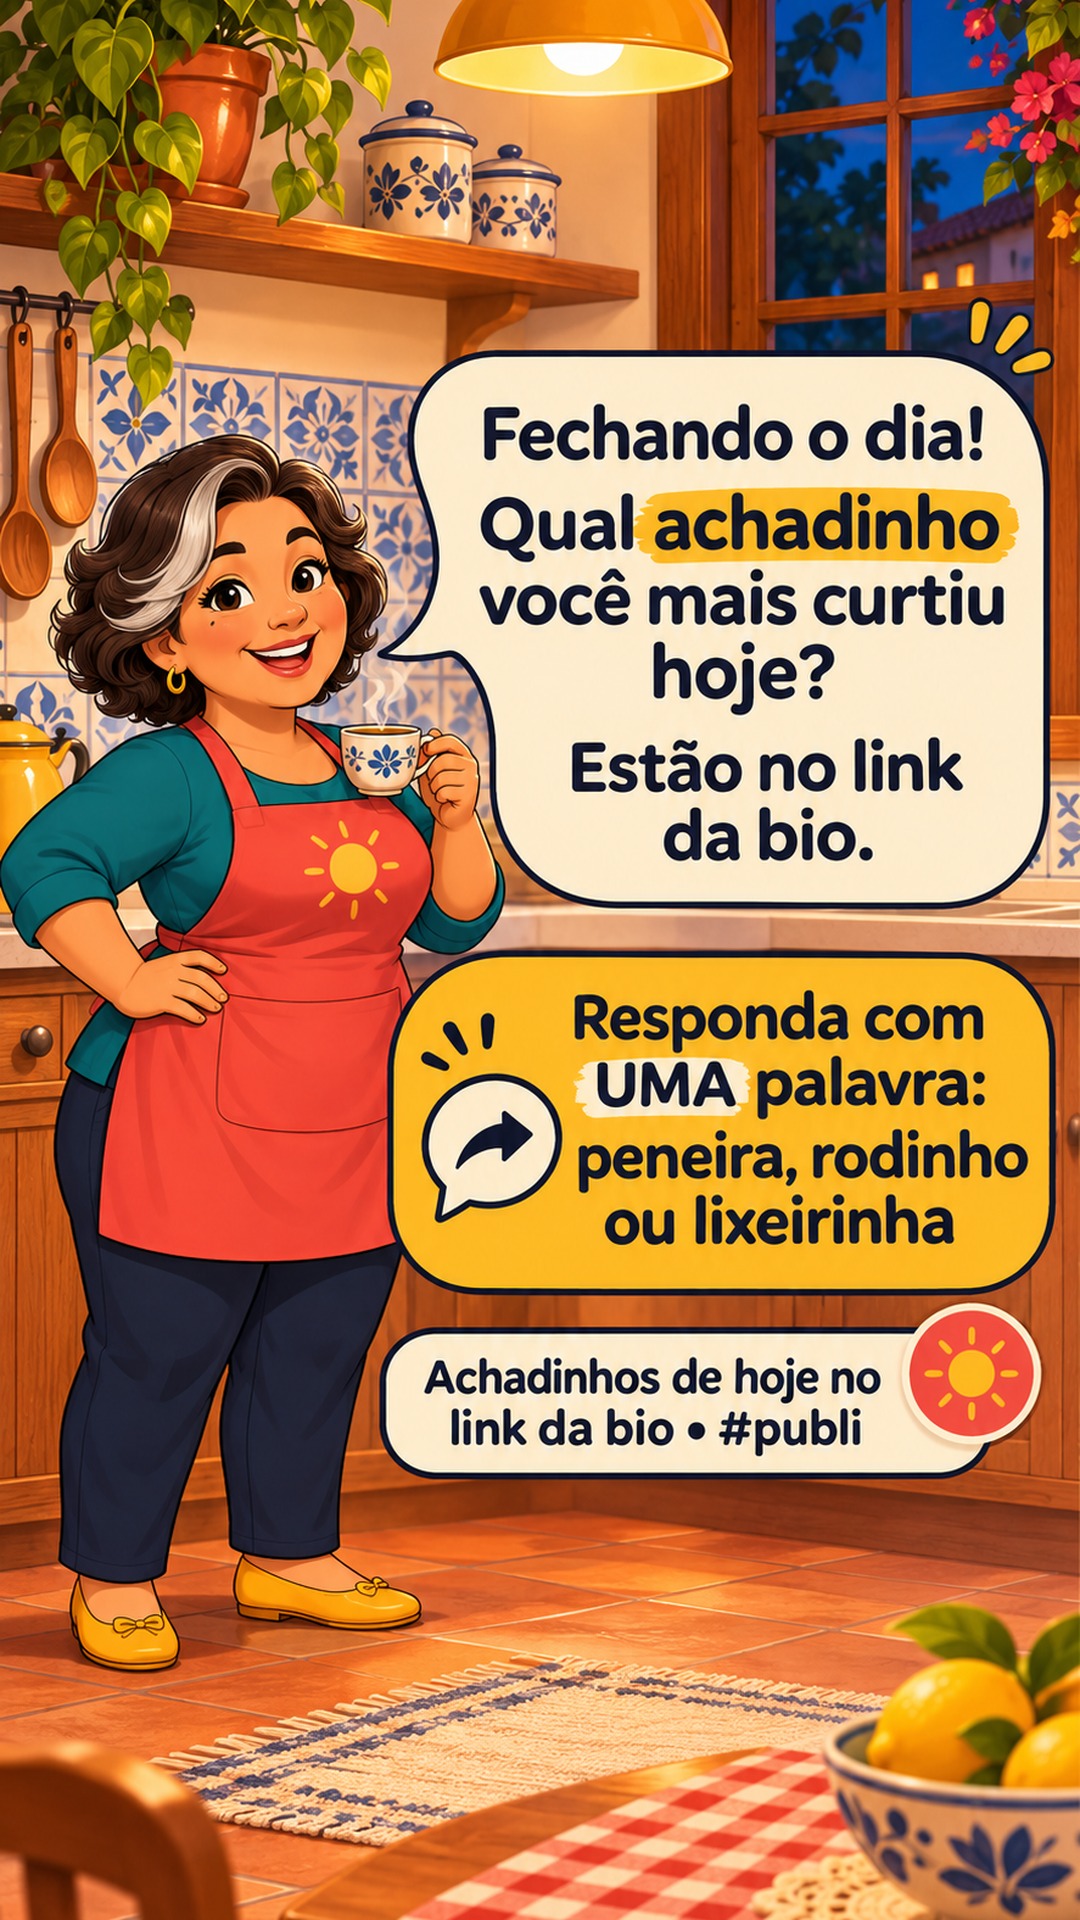 Fechando o dia!
Qual achadinho
você mais curtiu
hoje?
Estão no link
da bio.
Responda com
UMA palavra:
peneira, rodinho
ou lixeirinha
Achadinhos de hoje no
link da bio • #publi